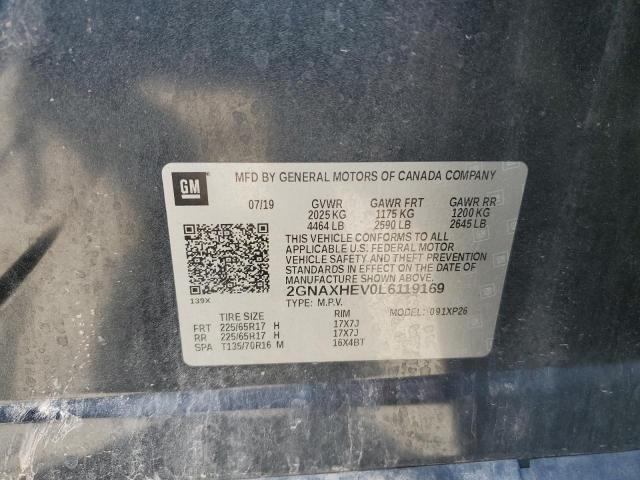 MFD BY GENERAL MOTORS OF CANADA COMPANY
GM
07/19 GVWR GAWR FRT GAWR RR
2025 KG 1175 KG 1200 KG
4464 LB 2590 LB 2645 LB
THIS VEHICLE CONFORMS TO ALL
APPLICABLE U.S. FEDERAL MOTOR
VEHICLE SAFETY AND THEFT PREVENTION
STANDARDS IN EFFECT ON THE DATE OF
MANUFACTURE SHOWN ABOVE.
2GNAXHEV0L6119169
139X
TYPE: M.P.V. MODEL: 091XP26
TIRE SIZE RIM
FRT 225/65R17 H 17X7J
RR 225/65R17 H 17X7J
SPA T135/70R16 M 16X4BT